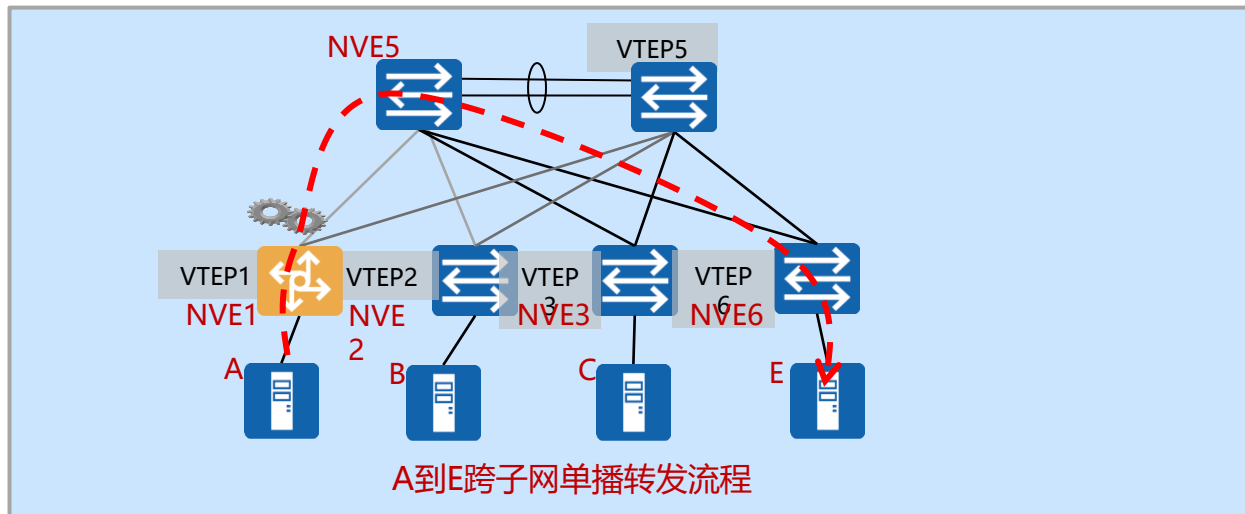 NVE5
VTEP5
VTEP1
NVE1
VTEP2
NVE
2
VTEP
3
NVE3
VTEP
6
NVE6
A
B
C
E
A到E跨子网单播转发流程